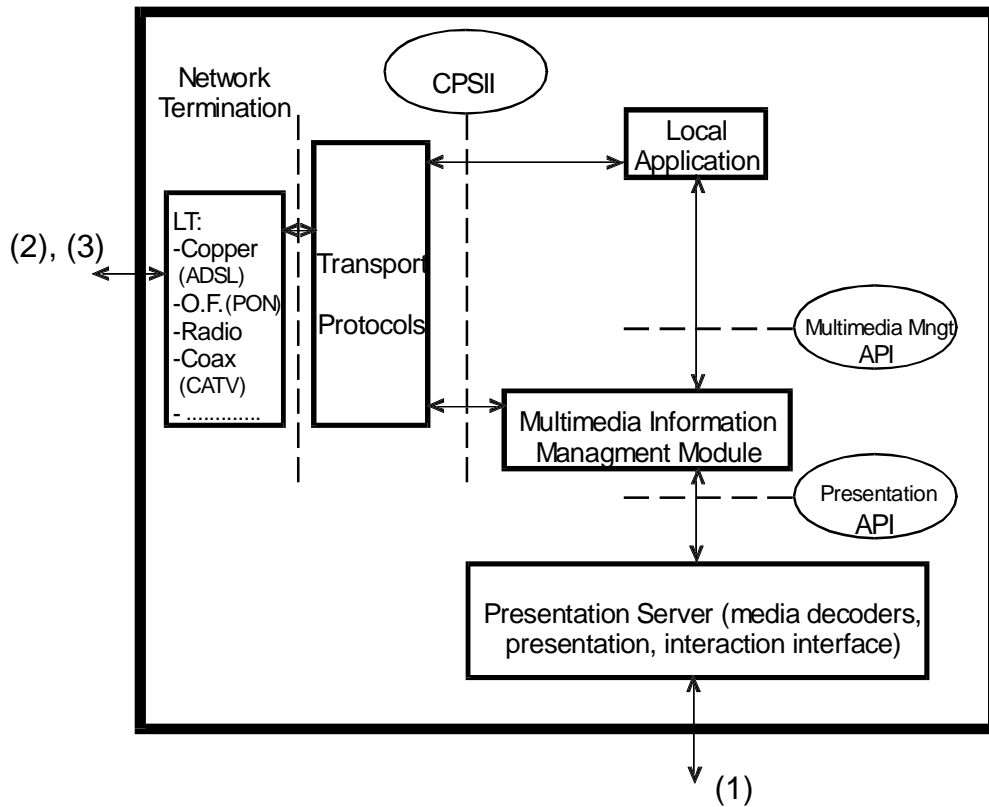 Network
Termination
CPSII
Local
Application
LT:
-Copper
(ADSL)
-O.F.(PON)
-Radio
-Coax
(CATV)
- .............
(2), (3)
Transport
Protocols
Multimedia Mngt
API
Multimedia Information
Managment Module
Presentation
API
Presentation Server (media decoders,
presentation, interaction interface)
(1)